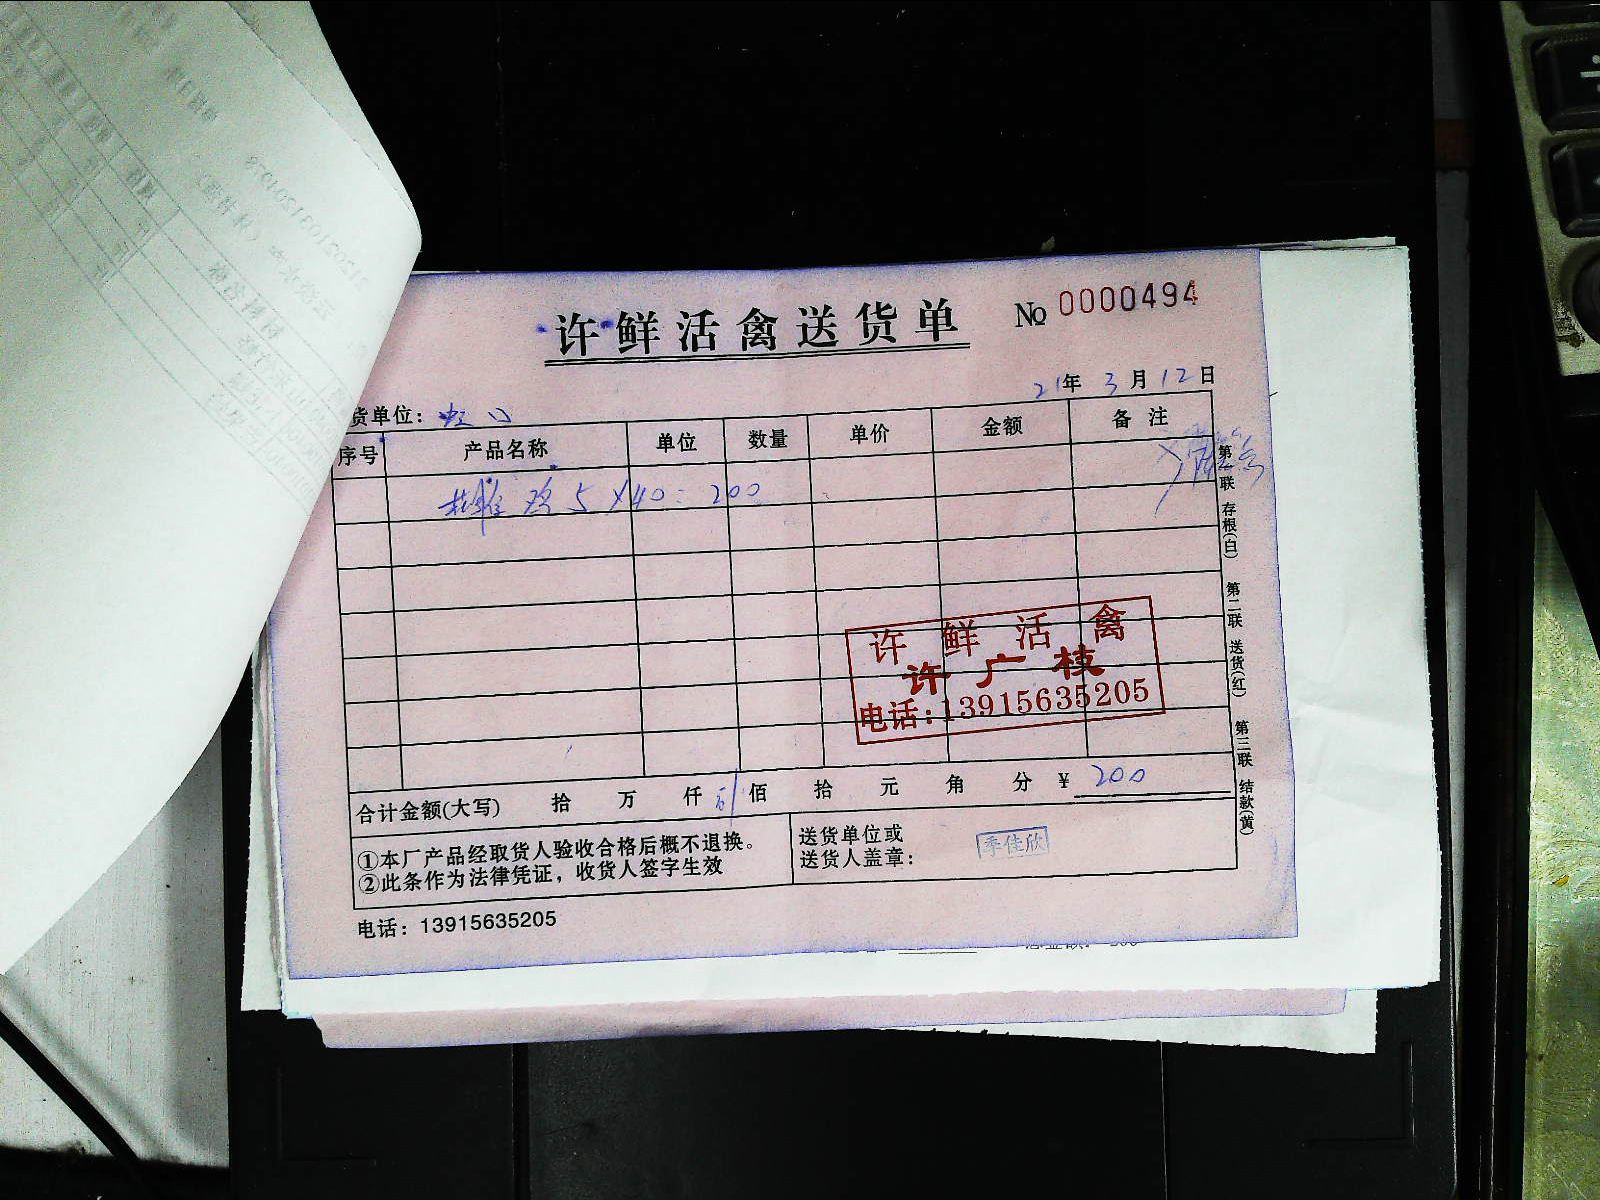 许鲜活禽送货单
№ 0000494
21年 3月12日
货单位: 虹口
序号 产品名称 单位 数量 单价 金额 备注
鸡 5×40=200
第一联 存根(白) 第二联 送货(红) 第三联 结款(黄)
许鲜活禽
许广枝
电话:13915635205
合计金额(大写) 拾 万 仟 佰 拾 元 角 分 ¥ 200
①本厂产品经取货人验收合格后概不退换。
②此条作为法律凭证，收货人签字生效
送货单位或
送货人盖章:
季佳欣
电话: 13915635205